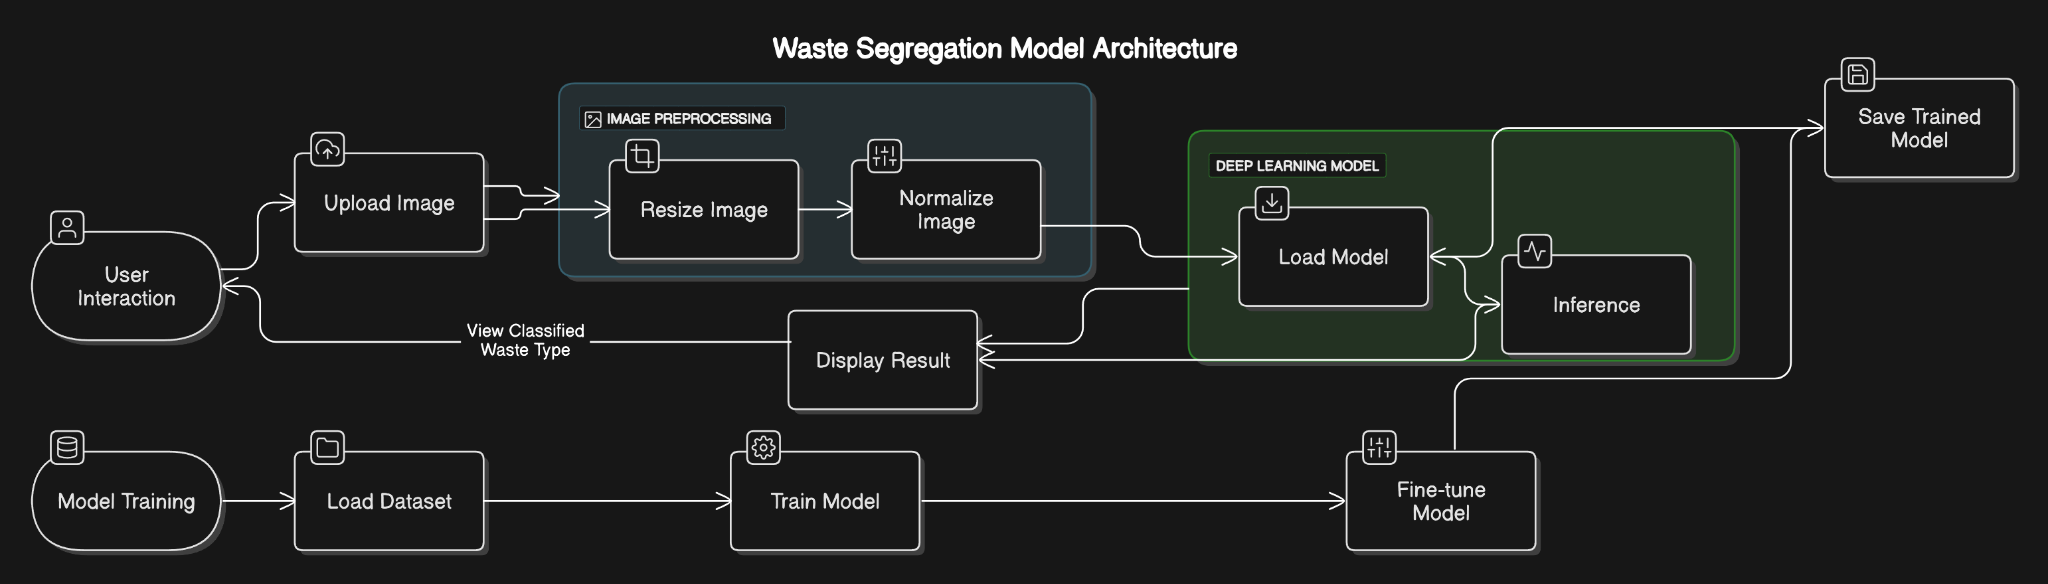 Waste Segregation Model Architecture
IMAGE PREPROCESSING
Save Trained
Model
DEEP LEARNING MODEL
Upload Image
Resize Image
Normalize
Image
Load Model
User
Interaction
Inference
View Classified
Waste Type
Display Result
Model Training
Load Dataset
Train Model
Fine-tune
Model